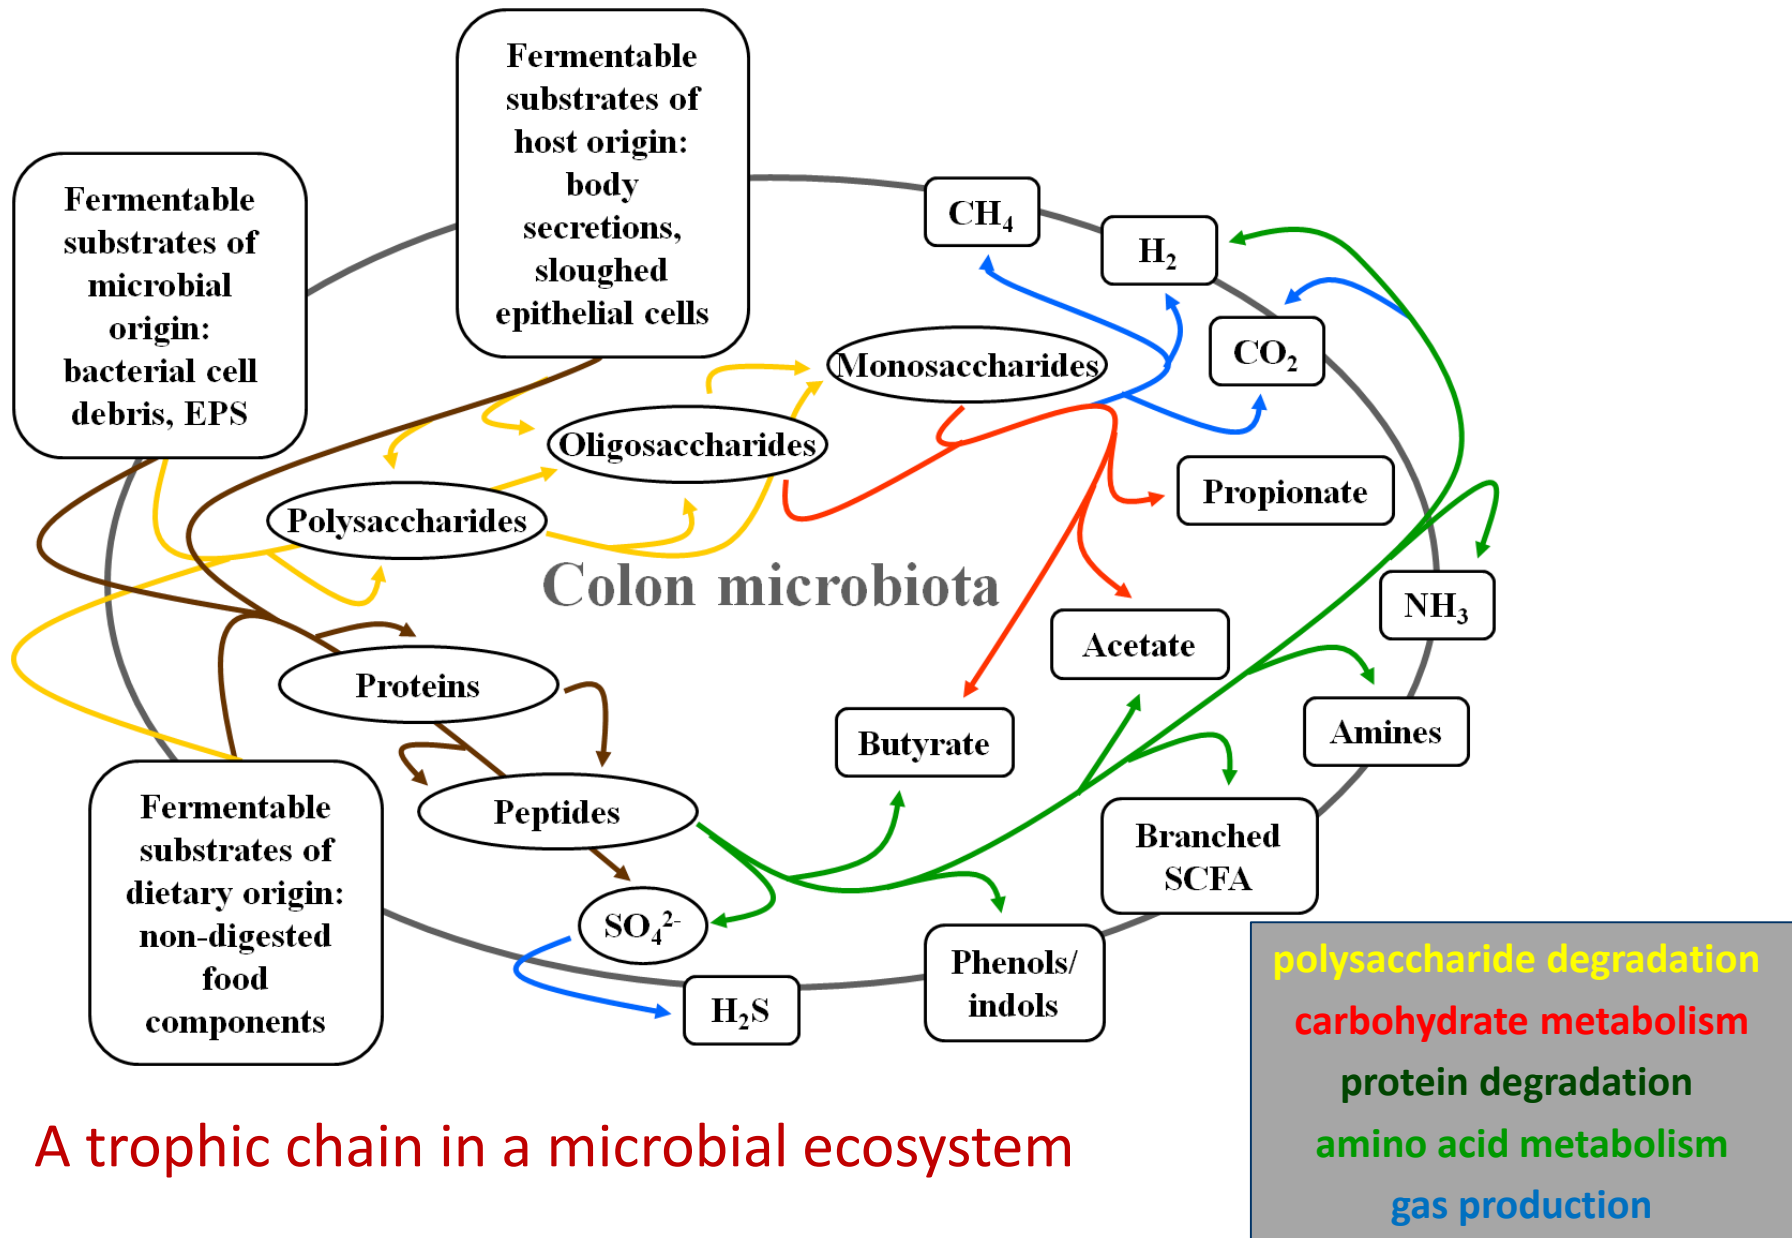 Fermentable
substrates of
host origin:
body
secretions,
sloughed
epithelial cells
Fermentable
substrates of
microbial
origin:
bacterial cell
debris, EPS
CH₄
H₂
CO₂
Monosaccharides
Oligosaccharides
Polysaccharides
Propionate
Colon microbiota
NH₃
Acetate
Proteins
Butyrate
Amines
Peptides
Branched
SCFA
Fermentable
substrates of
dietary origin:
non-digested
food
components
SO₄²⁻
H₂S
Phenols/
indols
polysaccharide degradation
carbohydrate metabolism
protein degradation
amino acid metabolism
gas production
A trophic chain in a microbial ecosystem